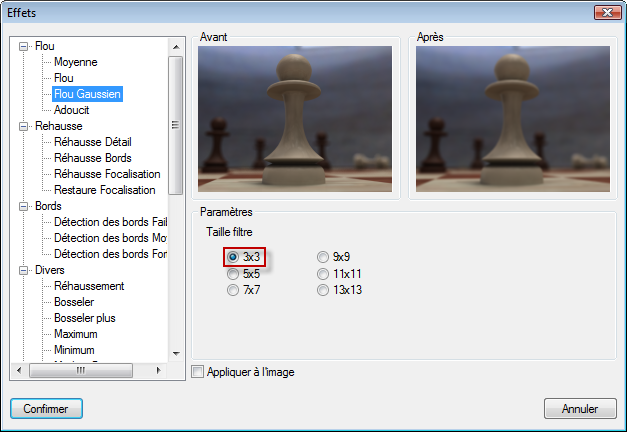 Effets
Flou
Moyenne
Flou
Flou Gaussien
Adoucit
Rehausse
Réhausse Détail
Réhausse Bords
Réhausse Focalisation
Restaure Focalisation
Bords
Détection des bords Fail
Détection des bords Mo
Détection des bords For
Divers
Réhaussement
Bosseler
Bosseler plus
Maximum
Minimum
Avant
Après
Paramètres
Taille filtre
3x3
9x9
5x5
11x11
7x7
13x13
Appliquer à l'image
Confirmer
Annuler